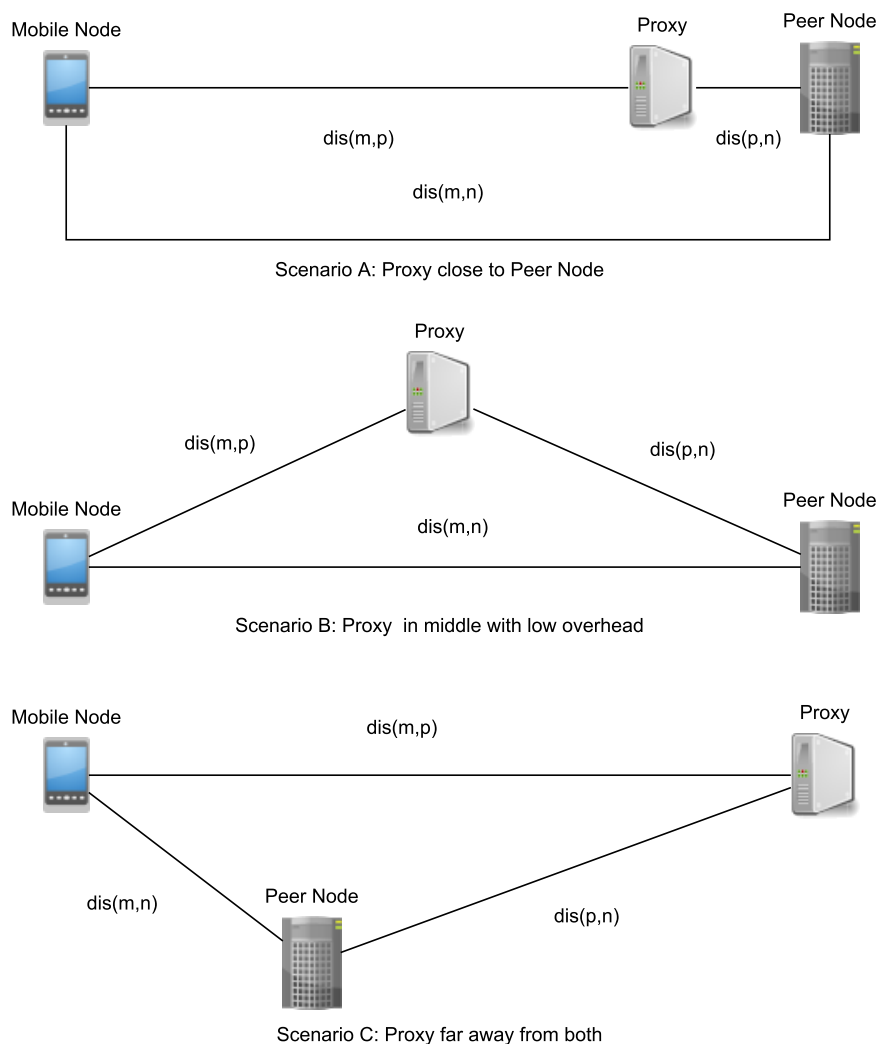 Mobile Node
Proxy
Peer Node
dis(m,p)
dis(p,n)
dis(m,n)
Scenario A: Proxy close to Peer Node
Proxy
dis(m,p)
dis(p,n)
Mobile Node
Peer Node
dis(m,n)
Scenario B: Proxy in middle with low overhead
Mobile Node
Proxy
dis(m,p)
Peer Node
dis(m,n)
dis(p,n)
Scenario C: Proxy far away from both